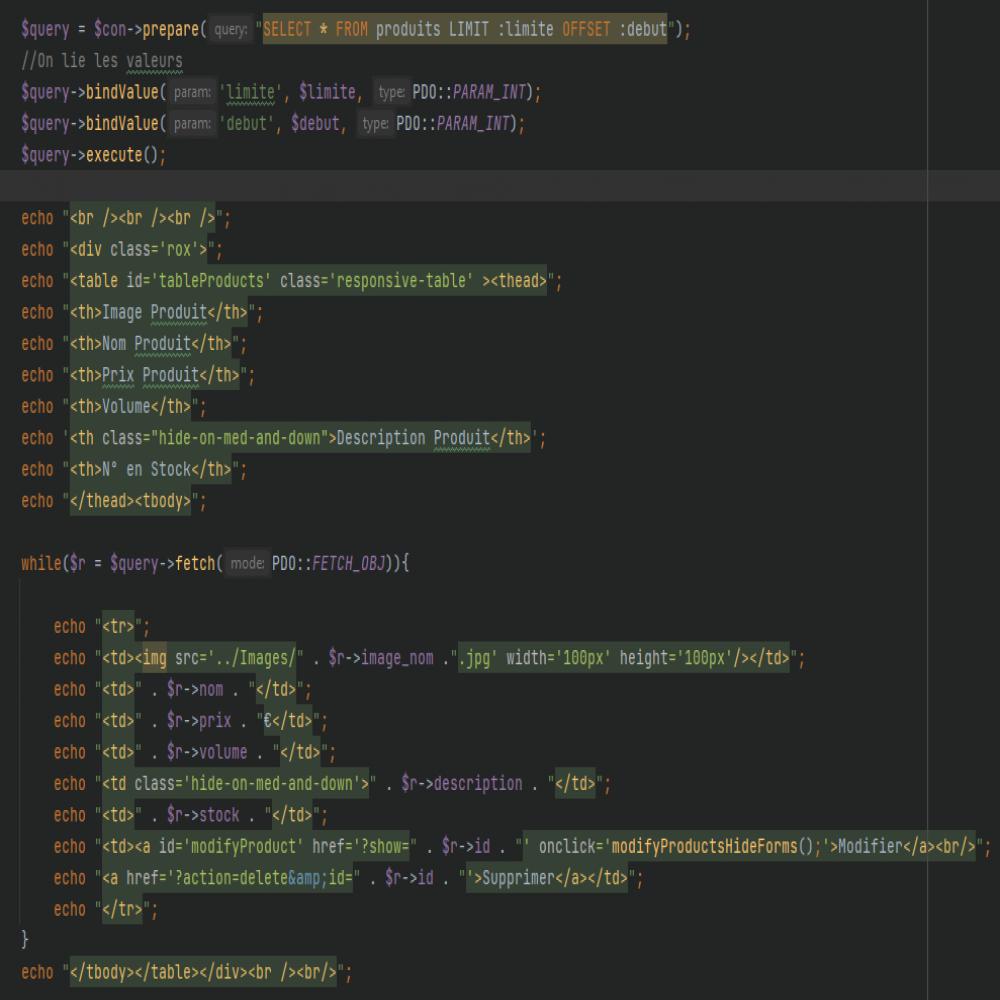 $query = $con->prepare( query: "SELECT * FROM produits LIMIT :limite OFFSET :debut");
//On lie les valeurs
$query->bindValue( param: 'limite', $limite, type: PDO::PARAM_INT);
$query->bindValue( param: 'debut', $debut, type: PDO::PARAM_INT);
$query->execute();
echo "<br /><br /><br />";
echo "<div class='rox'>";
echo "<table id='tableProducts' class='responsive-table' ><thead>";
echo "<th>Image Produit</th>";
echo "<th>Nom Produit</th>";
echo "<th>Prix Produit</th>";
echo "<th>Volume</th>";
echo '<th class="hide-on-med-and-down">Description Produit</th>';
echo "<th>N° en Stock</th>";
echo "</thead><tbody>";
while($r = $query->fetch( mode: PDO::FETCH_OBJ)){
echo "<tr>";
echo "<td><img src='../Images/" . $r->image_nom .".jpg' width='100px' height='100px'/></td>";
echo "<td>" . $r->nom . "</td>";
echo "<td>" . $r->prix . "€</td>";
echo "<td>" . $r->volume . "</td>";
echo "<td class='hide-on-med-and-down'>" . $r->description . "</td>";
echo "<td>" . $r->stock . "</td>";
echo "<td><a id='modifyProduct' href='?show=" . $r->id . "' onclick='modifyProductsHideForms();'>Modifier</a><br/>";
echo "<a href='?action=delete&amp;id=" . $r->id . "'>Supprimer</a></td>";
echo "</tr>";
}
echo "</tbody></table></div><br /><br/>";